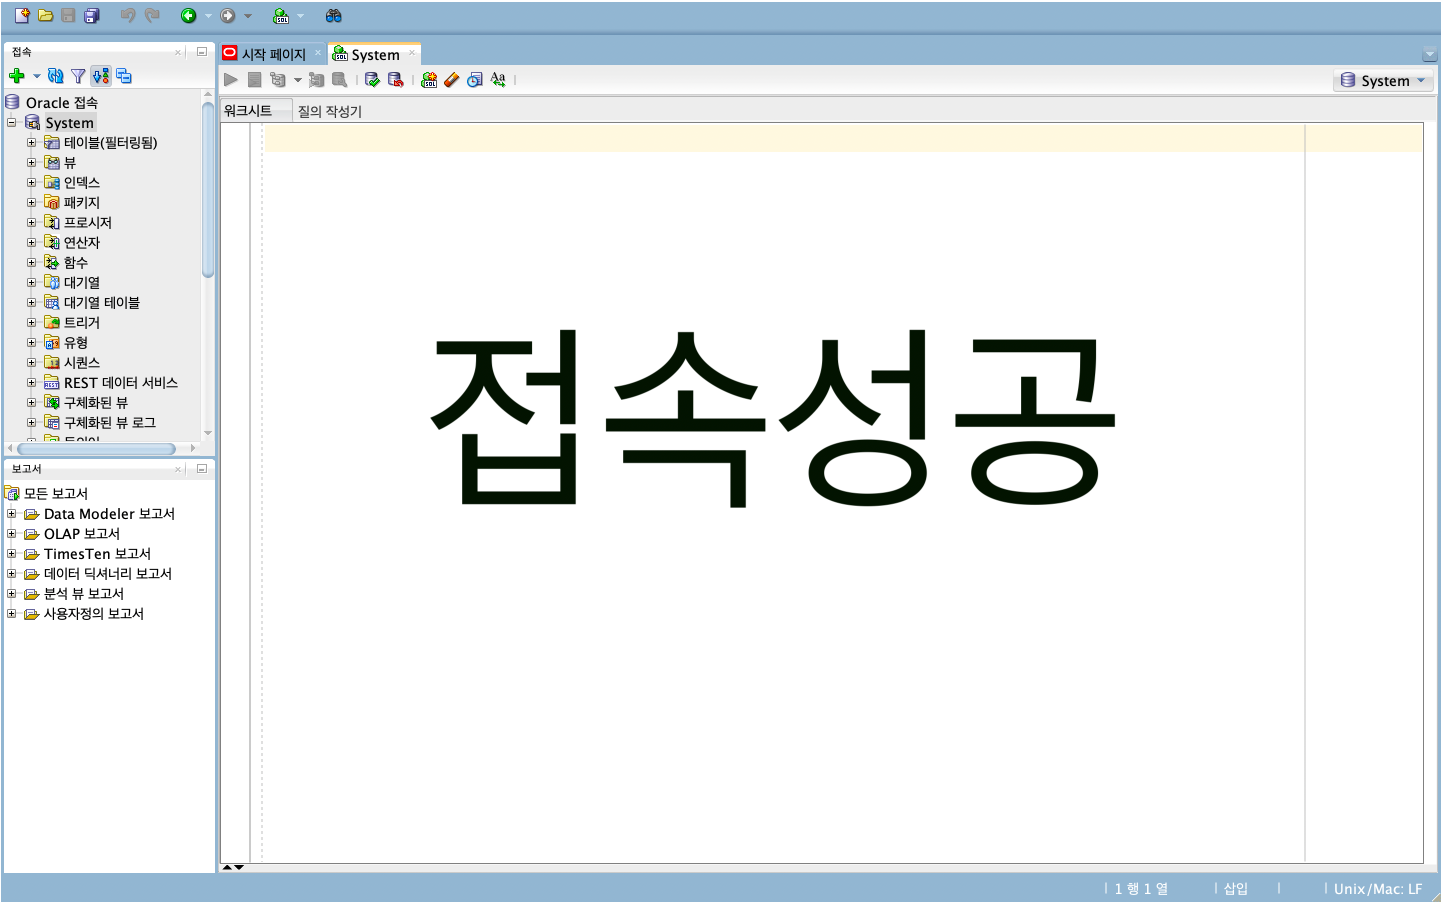 접속
시작 페이지
System
Oracle 접속
System
테이블(필터링됨)
뷰
인덱스
패키지
프로시저
연산자
함수
대기열
대기열 테이블
트리거
유형
시퀀스
REST 데이터 서비스
구체화된 뷰
구체화된 뷰 로그
보고서
모든 보고서
Data Modeler 보고서
OLAP 보고서
TimesTen 보고서
데이터 딕셔너리 보고서
분석 뷰 보고서
사용자정의 보고서
System
워크시트
질의 작성기
접속성공
1 행 1 열
삽입
Unix/Mac: LF